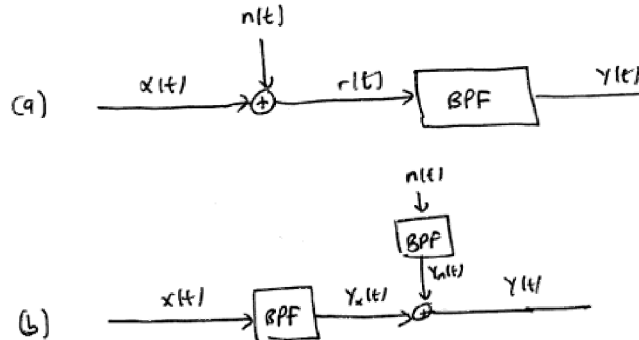 n(t)
x(t) r(t) Y(t)
(a) + BPF
n(t)
BPF
Yn(t)
x(t) Yx(t) Y(t)
(b) BPF +